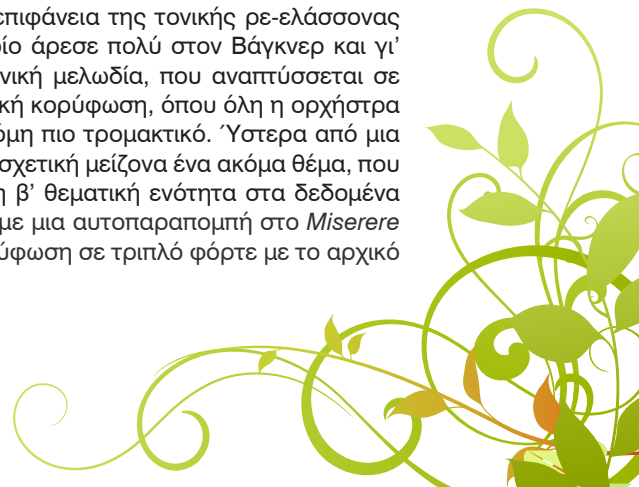 επιφάνεια της τονικής ρε-ελάσσονας
ρίο άρεσε πολύ στον Βάγκνερ και γι’
νική μελωδία, που αναπτύσσεται σε
κή κορύφωση, όπου όλη η ορχήστρα
όμη πιο τρομακτικό. Ύστερα από μια
σχετική μείζονα ένα ακόμα θέμα, που
η β’ θεματική ενότητα στα δεδομένα
με μια αυτοπαραπομπή στο Miserere
ύφωση σε τριπλό φόρτε με το αρχικό